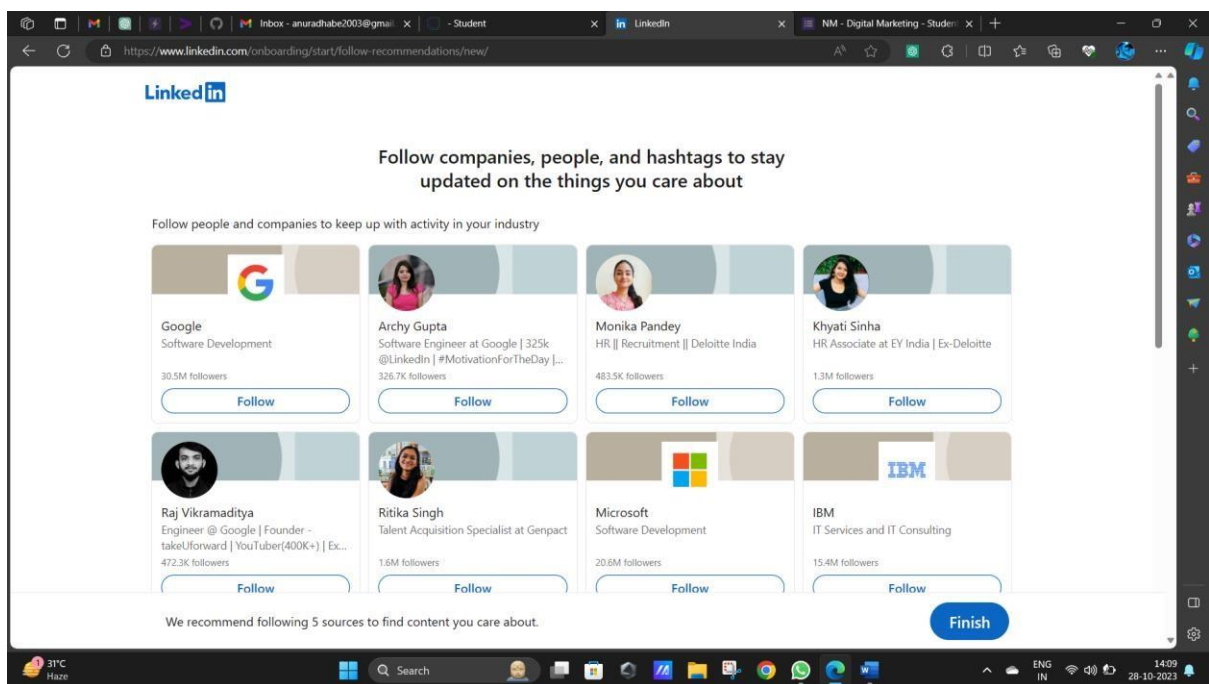 Inbox - anuradhabe2003@gmail
- Student
LinkedIn
NM - Digital Marketing - Studen
https://www.linkedin.com/onboarding/start/follow-recommendations/new/
Linked in
Follow companies, people, and hashtags to stay
updated on the things you care about
Follow people and companies to keep up with activity in your industry
Google
Software Development
30.5M followers
Follow
Archy Gupta
Software Engineer at Google | 325k
@LinkedIn | #MotivationForTheDay |...
326.7K followers
Follow
Monika Pandey
HR || Recruitment || Deloitte India
483.5K followers
Follow
Khyati Sinha
HR Associate at EY India | Ex-Deloitte
1.3M followers
Follow
Raj Vikramaditya
Engineer @ Google | Founder -
takeUforward | YouTuber(400K+) | Ex...
472.3K followers
Follow
Ritika Singh
Talent Acquisition Specialist at Genpact
1.6M followers
Follow
Microsoft
Software Development
20.6M followers
Follow
IBM
IBM
IT Services and IT Consulting
15.4M followers
Follow
We recommend following 5 sources to find content you care about.
Finish
1
31°C
Haze
Search
ENG
IN
14:09
28-10-2023